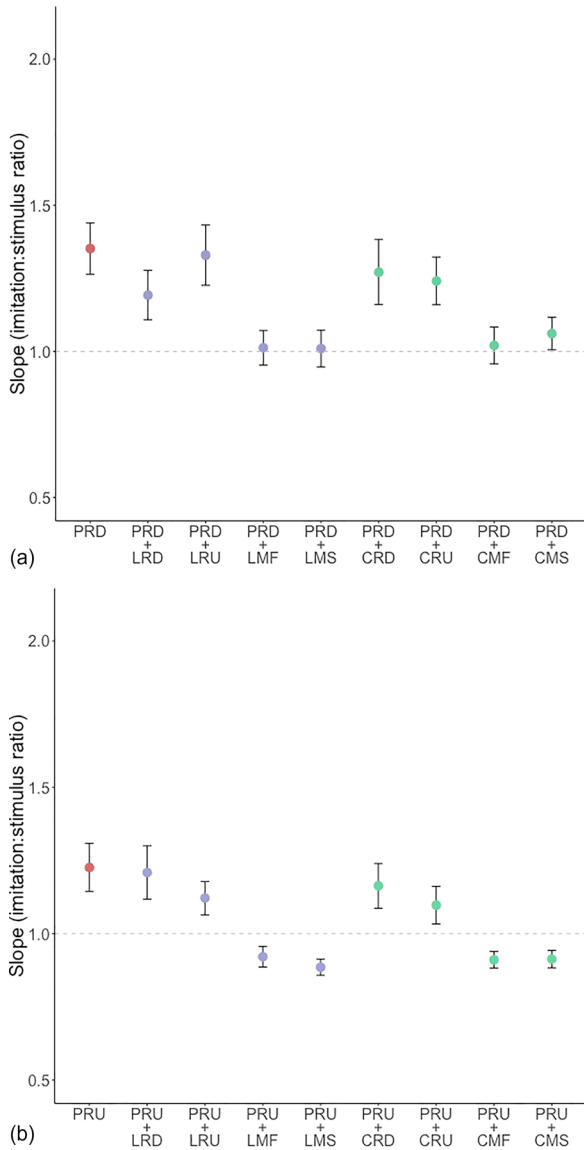 2.0
1.5
1.0
0.5
Slope (imitation:stimulus ratio)
PRD PRD PRD PRD PRD PRD PRD PRD PRD
+ + + + + + + +
LRD LRU LMF LMS CRD CRU CMF CMS
(a)
2.0
1.5
1.0
0.5
Slope (imitation:stimulus ratio)
PRU PRU PRU PRU PRU PRU PRU PRU PRU
+ + + + + + + +
LRD LRU LMF LMS CRD CRU CMF CMS
(b)